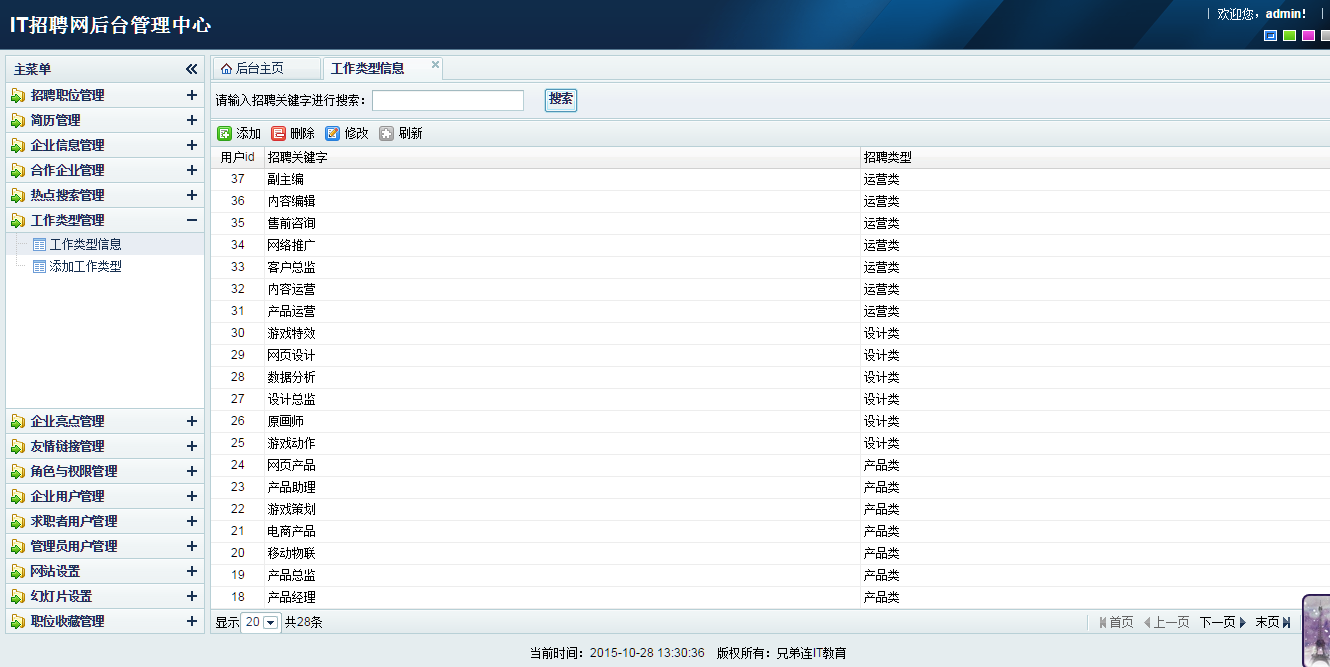 IT招聘网后台管理中心
| 欢迎您，admin! |
主菜单
招聘职位管理
简历管理
企业信息管理
合作企业管理
热点搜索管理
工作类型管理
工作类型信息
添加工作类型
企业亮点管理
友情链接管理
角色与权限管理
企业用户管理
求职者用户管理
管理员用户管理
网站设置
幻灯片设置
职位收藏管理
后台主页 工作类型信息
请输入招聘关键字进行搜索： 搜索
添加 删除 修改 刷新
用户id 招聘关键字 招聘类型
37 副主编 运营类
36 内容编辑 运营类
35 售前咨询 运营类
34 网络推广 运营类
33 客户总监 运营类
32 内容运营 运营类
31 产品运营 运营类
30 游戏特效 设计类
29 网页设计 设计类
28 数据分析 设计类
27 设计总监 设计类
26 原画师 设计类
25 游戏动作 设计类
24 网页产品 产品类
23 产品助理 产品类
22 游戏策划 产品类
21 电商产品 产品类
20 移动物联 产品类
19 产品总监 产品类
18 产品经理 产品类
显示 20 共28条 首页 上一页 下一页 末页
当前时间：2015-10-28 13:30:36 版权所有：兄弟连IT教育